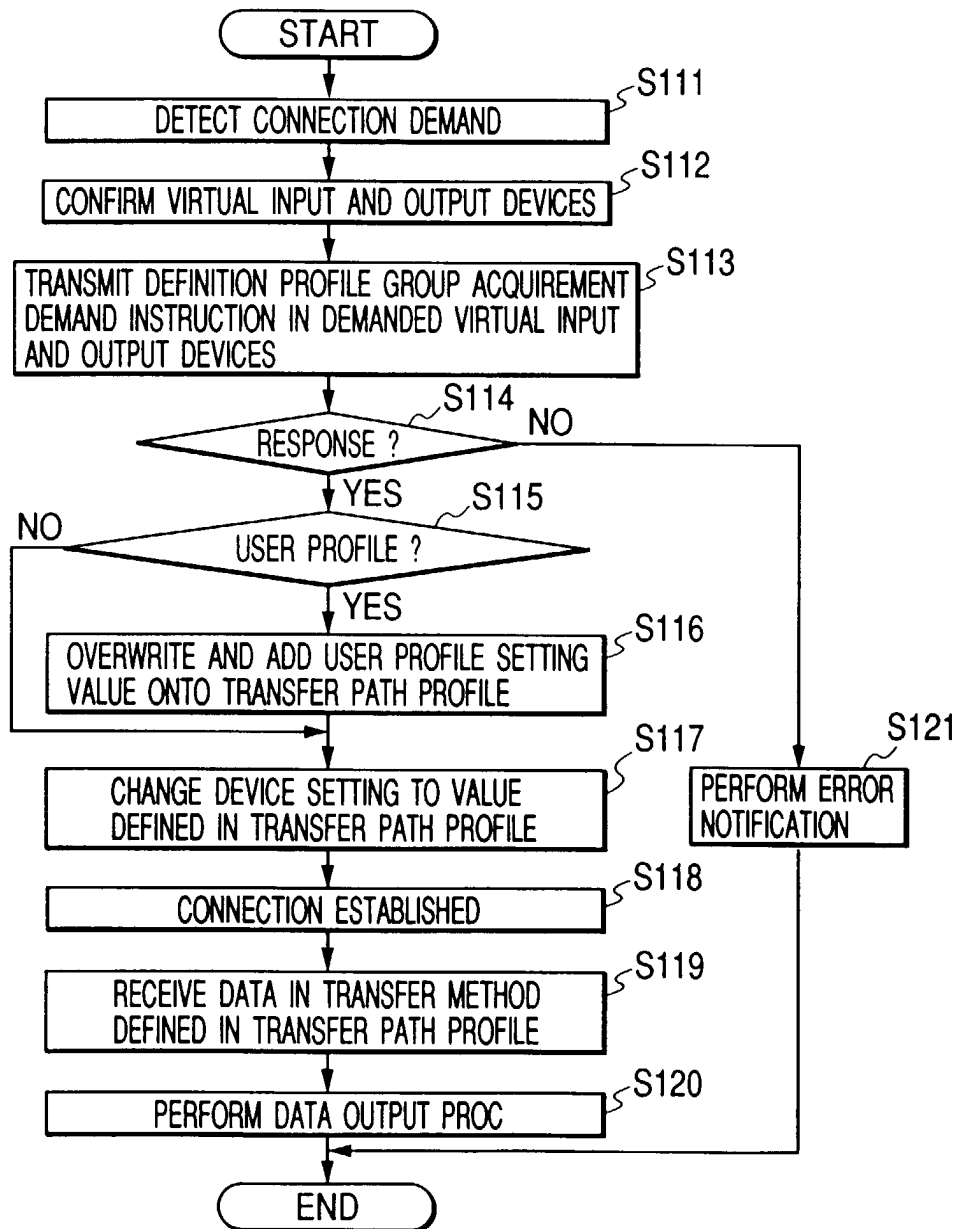 START
S111
DETECT CONNECTION DEMAND
S112
CONFIRM VIRTUAL INPUT AND OUTPUT DEVICES
S113
TRANSMIT DEFINITION PROFILE GROUP ACQUIREMENT
DEMAND INSTRUCTION IN DEMANDED VIRTUAL INPUT
AND OUTPUT DEVICES
S114
RESPONSE ?
NO
YES
S115
NO
USER PROFILE ?
YES
S116
OVERWRITE AND ADD USER PROFILE SETTING
VALUE ONTO TRANSFER PATH PROFILE
S117
CHANGE DEVICE SETTING TO VALUE
DEFINED IN TRANSFER PATH PROFILE
S121
PERFORM ERROR
NOTIFICATION
S118
CONNECTION ESTABLISHED
S119
RECEIVE DATA IN TRANSFER METHOD
DEFINED IN TRANSFER PATH PROFILE
S120
PERFORM DATA OUTPUT PROC
END